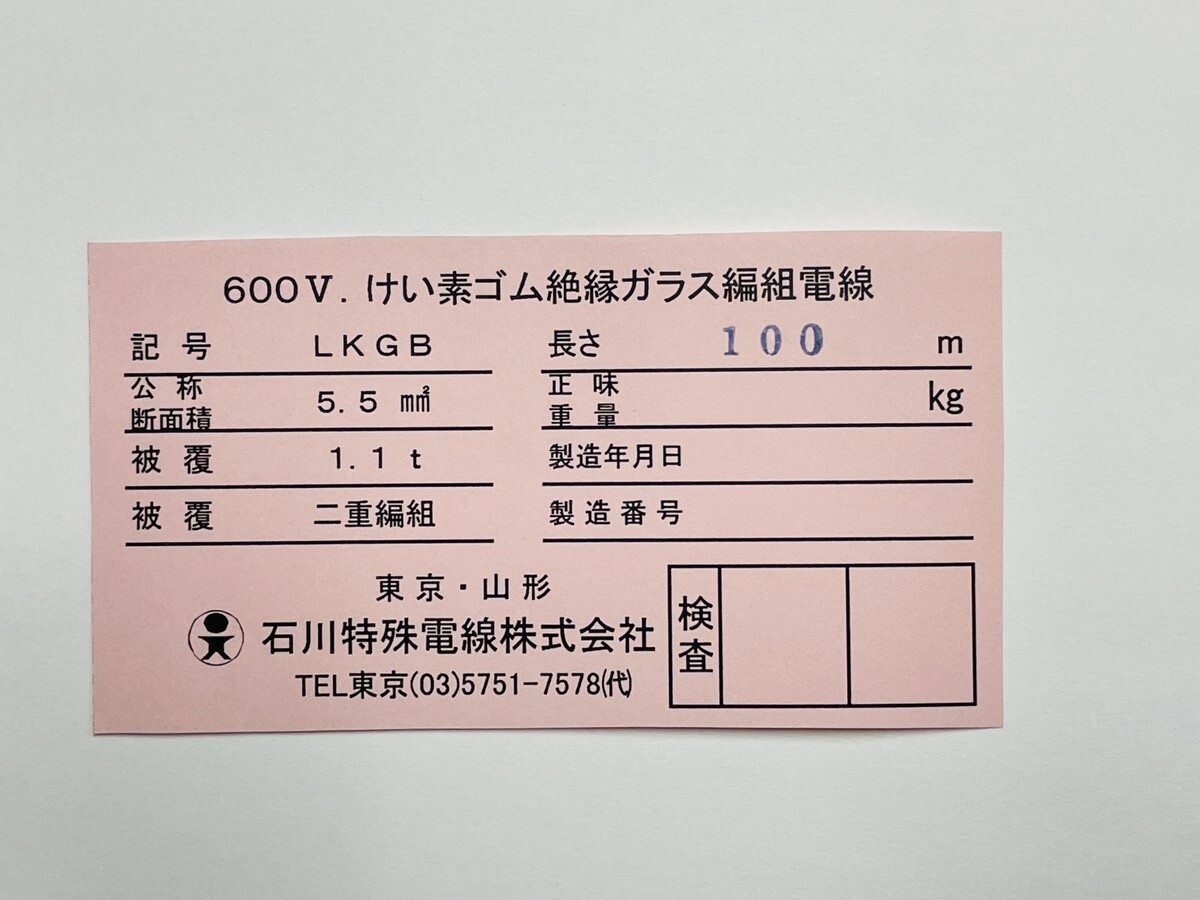 600V. けい素ゴム絶縁ガラス編組電線
記号 LKGB
公称断面積 5.5 m㎡
被覆 1.1t
被覆 二重編組
長さ 100 m
正味重量 kg
製造年月日
製造番号
東京・山形
石川特殊電線株式会社
TEL東京(03)5751-7578㈹
検査